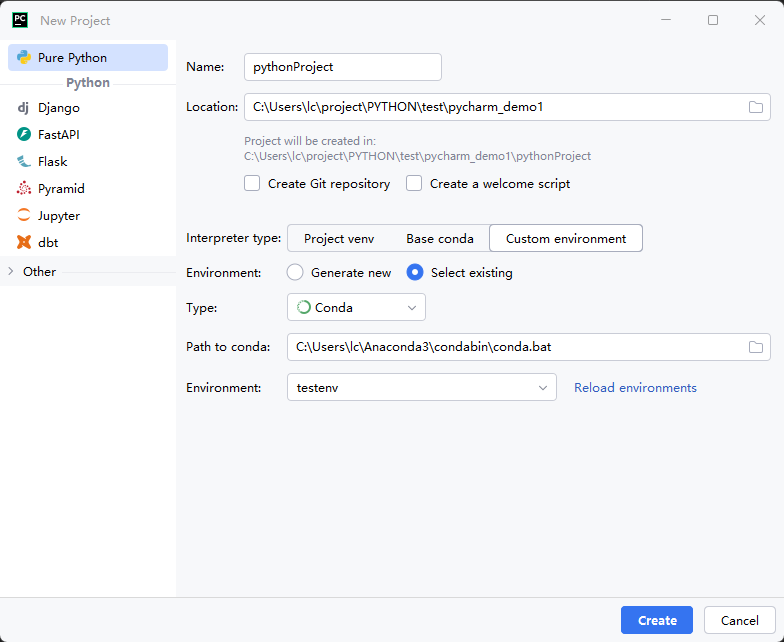 PC New Project
Pure Python
Python
dj Django
FastAPI
Flask
Pyramid
Jupyter
dbt
Other
Name: pythonProject
Location: C:\Users\lc\project\PYTHON\test\pycharm_demo1
Project will be created in:
C:\Users\lc\project\PYTHON\test\pycharm_demo1\pythonProject
Create Git repository Create a welcome script
Interpreter type: Project venv Base conda Custom environment
Environment: Generate new Select existing
Type: Conda
Path to conda: C:\Users\lc\Anaconda3\condabin\conda.bat
Environment: testenv Reload environments
Create Cancel